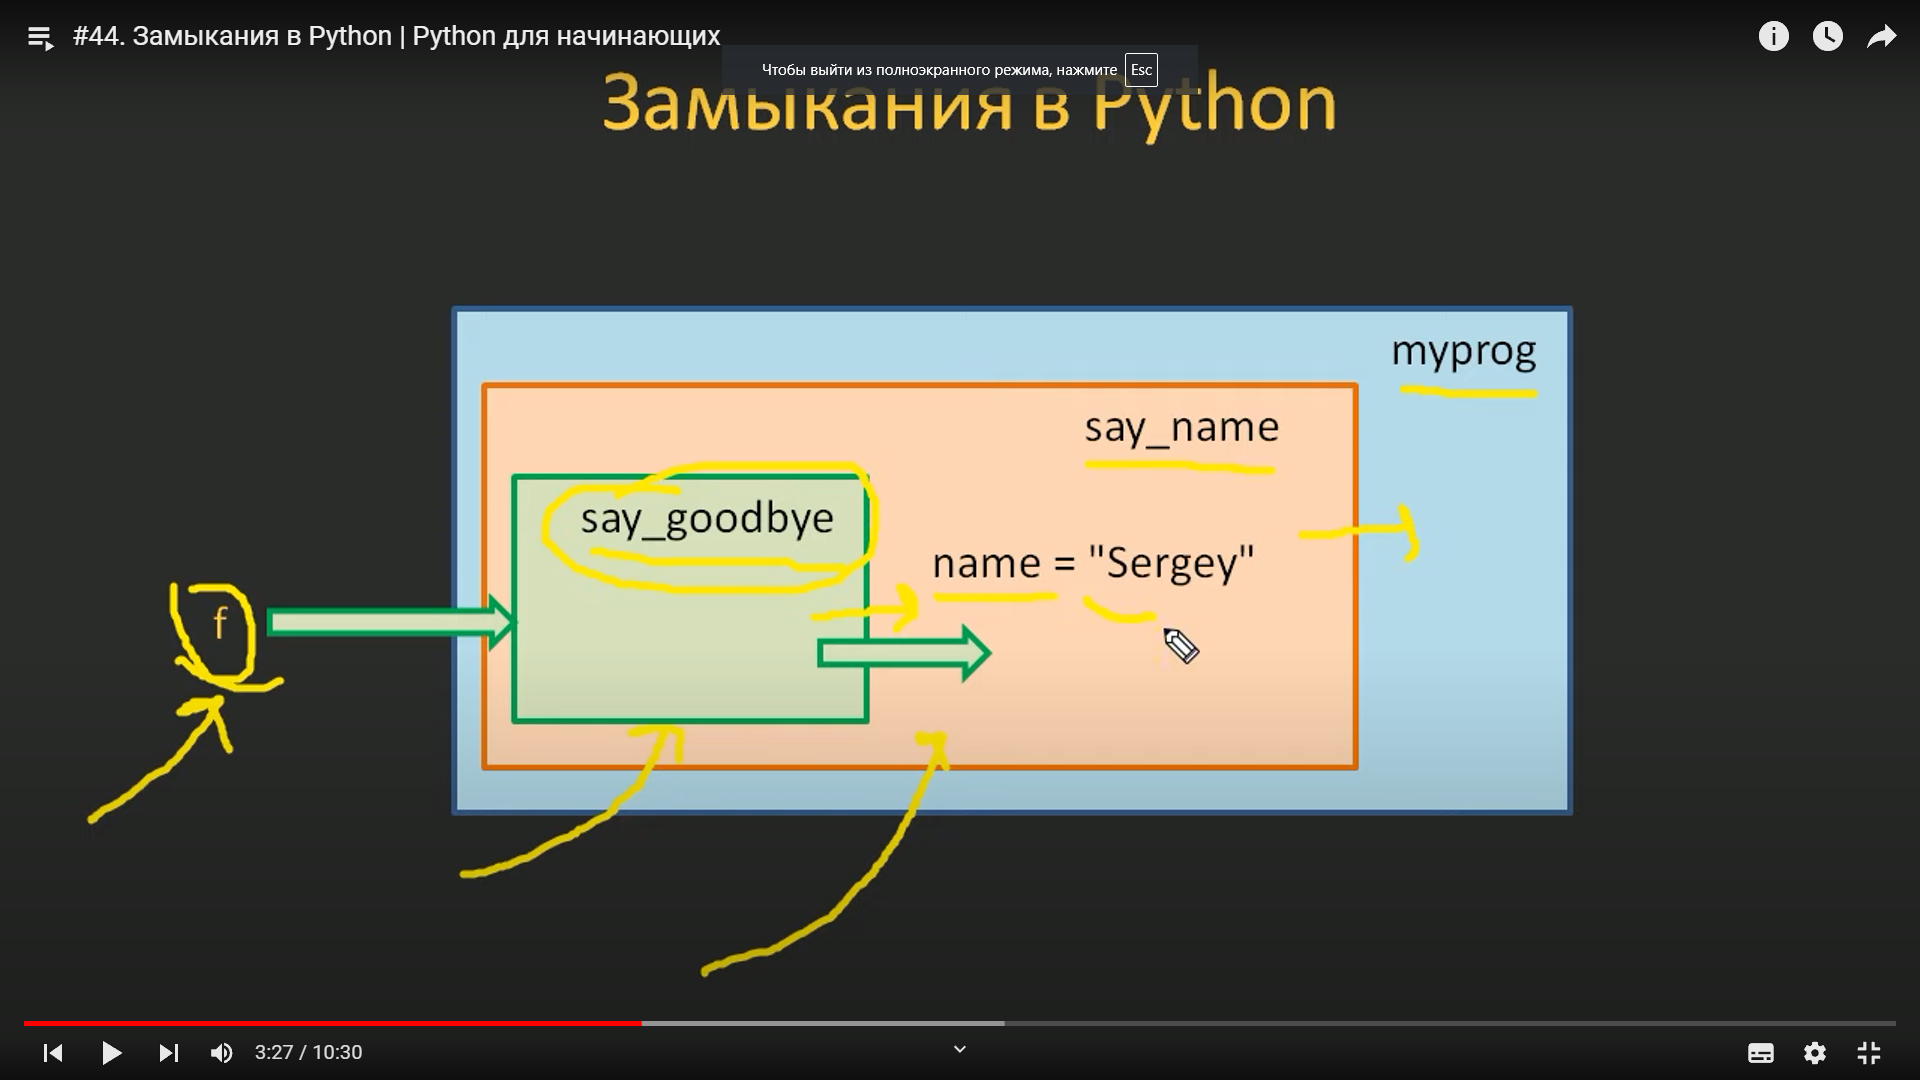 #44. Замыкания в Python | Python для начинающих
Чтобы выйти из полноэкранного режима, нажмите Esc
Замыкания в Python
myprog
say_name
say_goodbye
name = "Sergey"
f
3:27 / 10:30